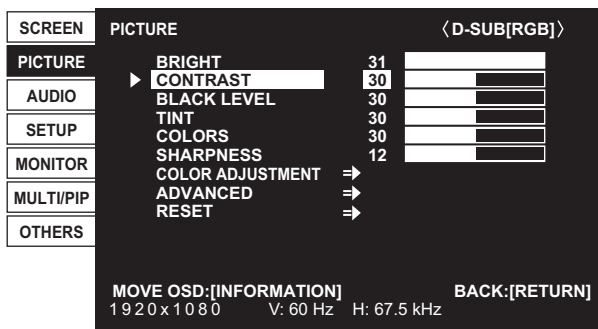 SCREEN
PICTURE
AUDIO
SETUP
MONITOR
MULTI/PIP
OTHERS
PICTURE 〈D-SUB[RGB]〉
BRIGHT 31
CONTRAST 30
BLACK LEVEL 30
TINT 30
COLORS 30
SHARPNESS 12
COLOR ADJUSTMENT
ADVANCED
RESET
MOVE OSD:[INFORMATION] BACK:[RETURN]
1920x1080 V: 60 Hz H: 67.5 kHz